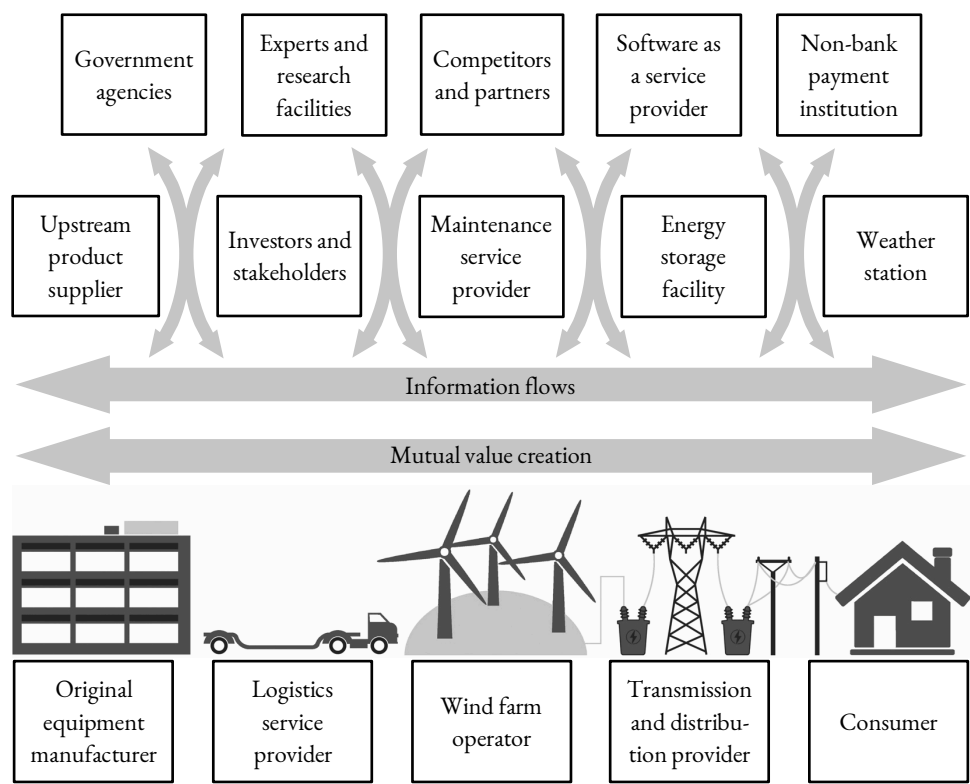 Government
agencies
Experts and
research
facilities
Competitors
and partners
Software as
a service
provider
Non-bank
payment
institution
Upstream
product
supplier
Investors and
stakeholders
Maintenance
service
provider
Energy
storage
facility
Weather
station
Information flows
Mutual value creation
Original
equipment
manufacturer
Logistics
service
provider
Wind farm
operator
Transmission
and distribu-
tion provider
Consumer